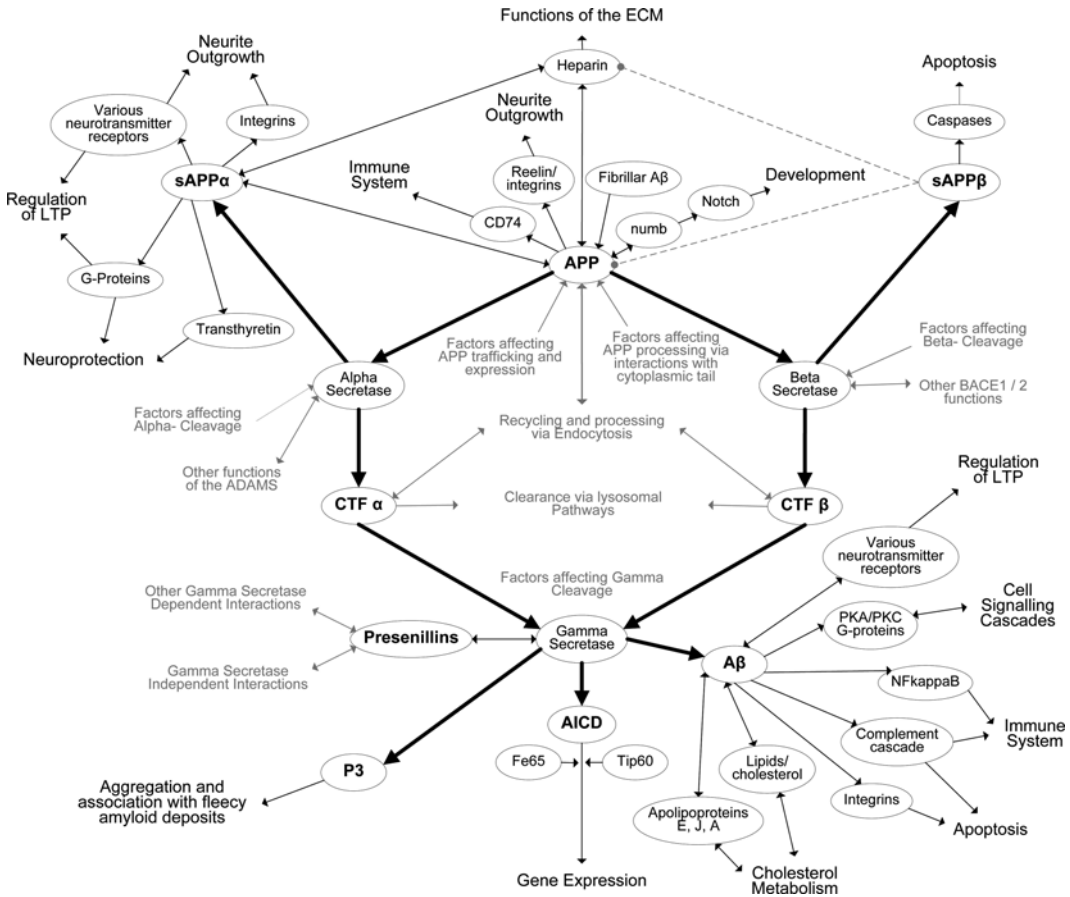 Functions of the ECM
Neurite
Outgrowth
Heparin
Apoptosis
Various
neurotransmitter
receptors
Integrins
Neurite
Outgrowth
Caspases
sAPPα
Immune
System
Reelin/
integrins
Fibrillar Aβ
Development
sAPPβ
Regulation
of LTP
CD74
numb
Notch
APP
G-Proteins
Transthyretin
Neuroprotection
Factors affecting
APP trafficking and
expression
Factors affecting
APP processing via
interactions with
cytoplasmic tail
Factors affecting
Beta- Cleavage
Alpha
Secretase
Beta
Secretase
Other BACE1 / 2
functions
Factors affecting
Alpha- Cleavage
Recycling and processing
via Endocytosis
Other functions
of the ADAMS
Regulation
of LTP
CTF α
Clearance via lysosomal
Pathways
CTF β
Various
neurotransmitter
receptors
Other Gamma Secretase
Dependent Interactions
Factors affecting Gamma
Cleavage
Cell
Signalling
Cascades
PKA/PKC
G-proteins
Presenillins
Gamma
Secretase
Aβ
Gamma Secretase
Independent Interactions
NFkappaB
AICD
Complement
cascade
Immune
System
Fe65
Tip60
Lipids/
cholesterol
P3
Integrins
Aggregation and
association with fleecy
amyloid deposits
Apolipoproteins
E, J, A
Apoptosis
Gene Expression
Cholesterol
Metabolism